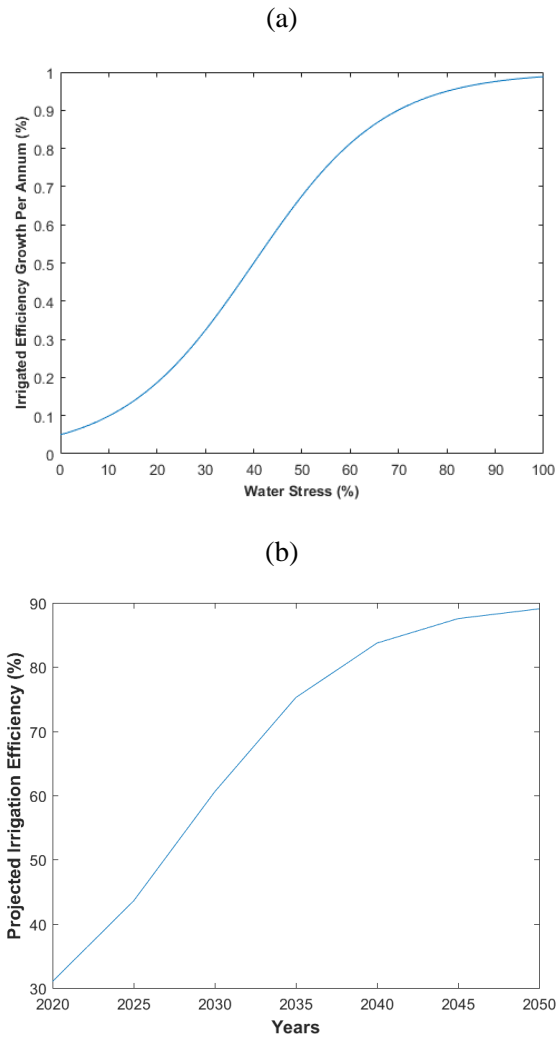 (a)
1
0.9
0.8
0.7
0.6
0.5
0.4
0.3
0.2
0.1
0
Irrigated Efficiency Growth Per Annum (%)
0 10 20 30 40 50 60 70 80 90 100
Water Stress (%)
(b)
90
80
70
60
50
40
30
Projected Irrigation Efficiency (%)
2020 2025 2030 2035 2040 2045 2050
Years